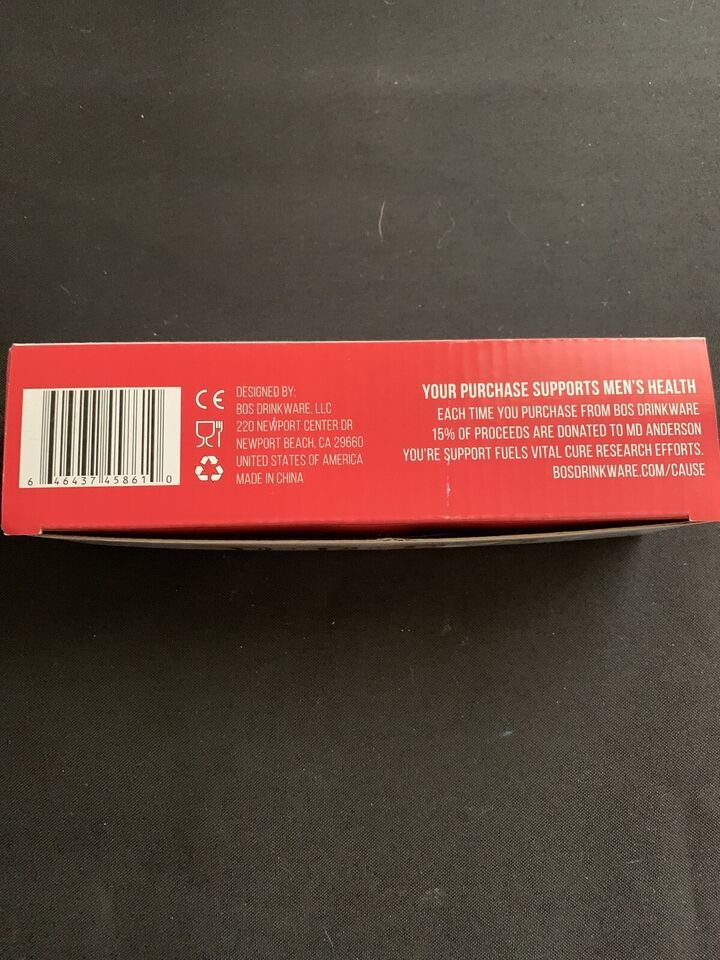 6 46437 45861 0
CE
DESIGNED BY:
BOS DRINKWARE, LLC
220 NEWPORT CENTER DR
NEWPORT BEACH, CA 29660
UNITED STATES OF AMERICA
MADE IN CHINA
YOUR PURCHASE SUPPORTS MEN'S HEALTH
EACH TIME YOU PURCHASE FROM BOS DRINKWARE
15% OF PROCEEDS ARE DONATED TO MD ANDERSON
YOU'RE SUPPORT FUELS VITAL CURE RESEARCH EFFORTS.
BOSDRINKWARE.COM/CAUSE